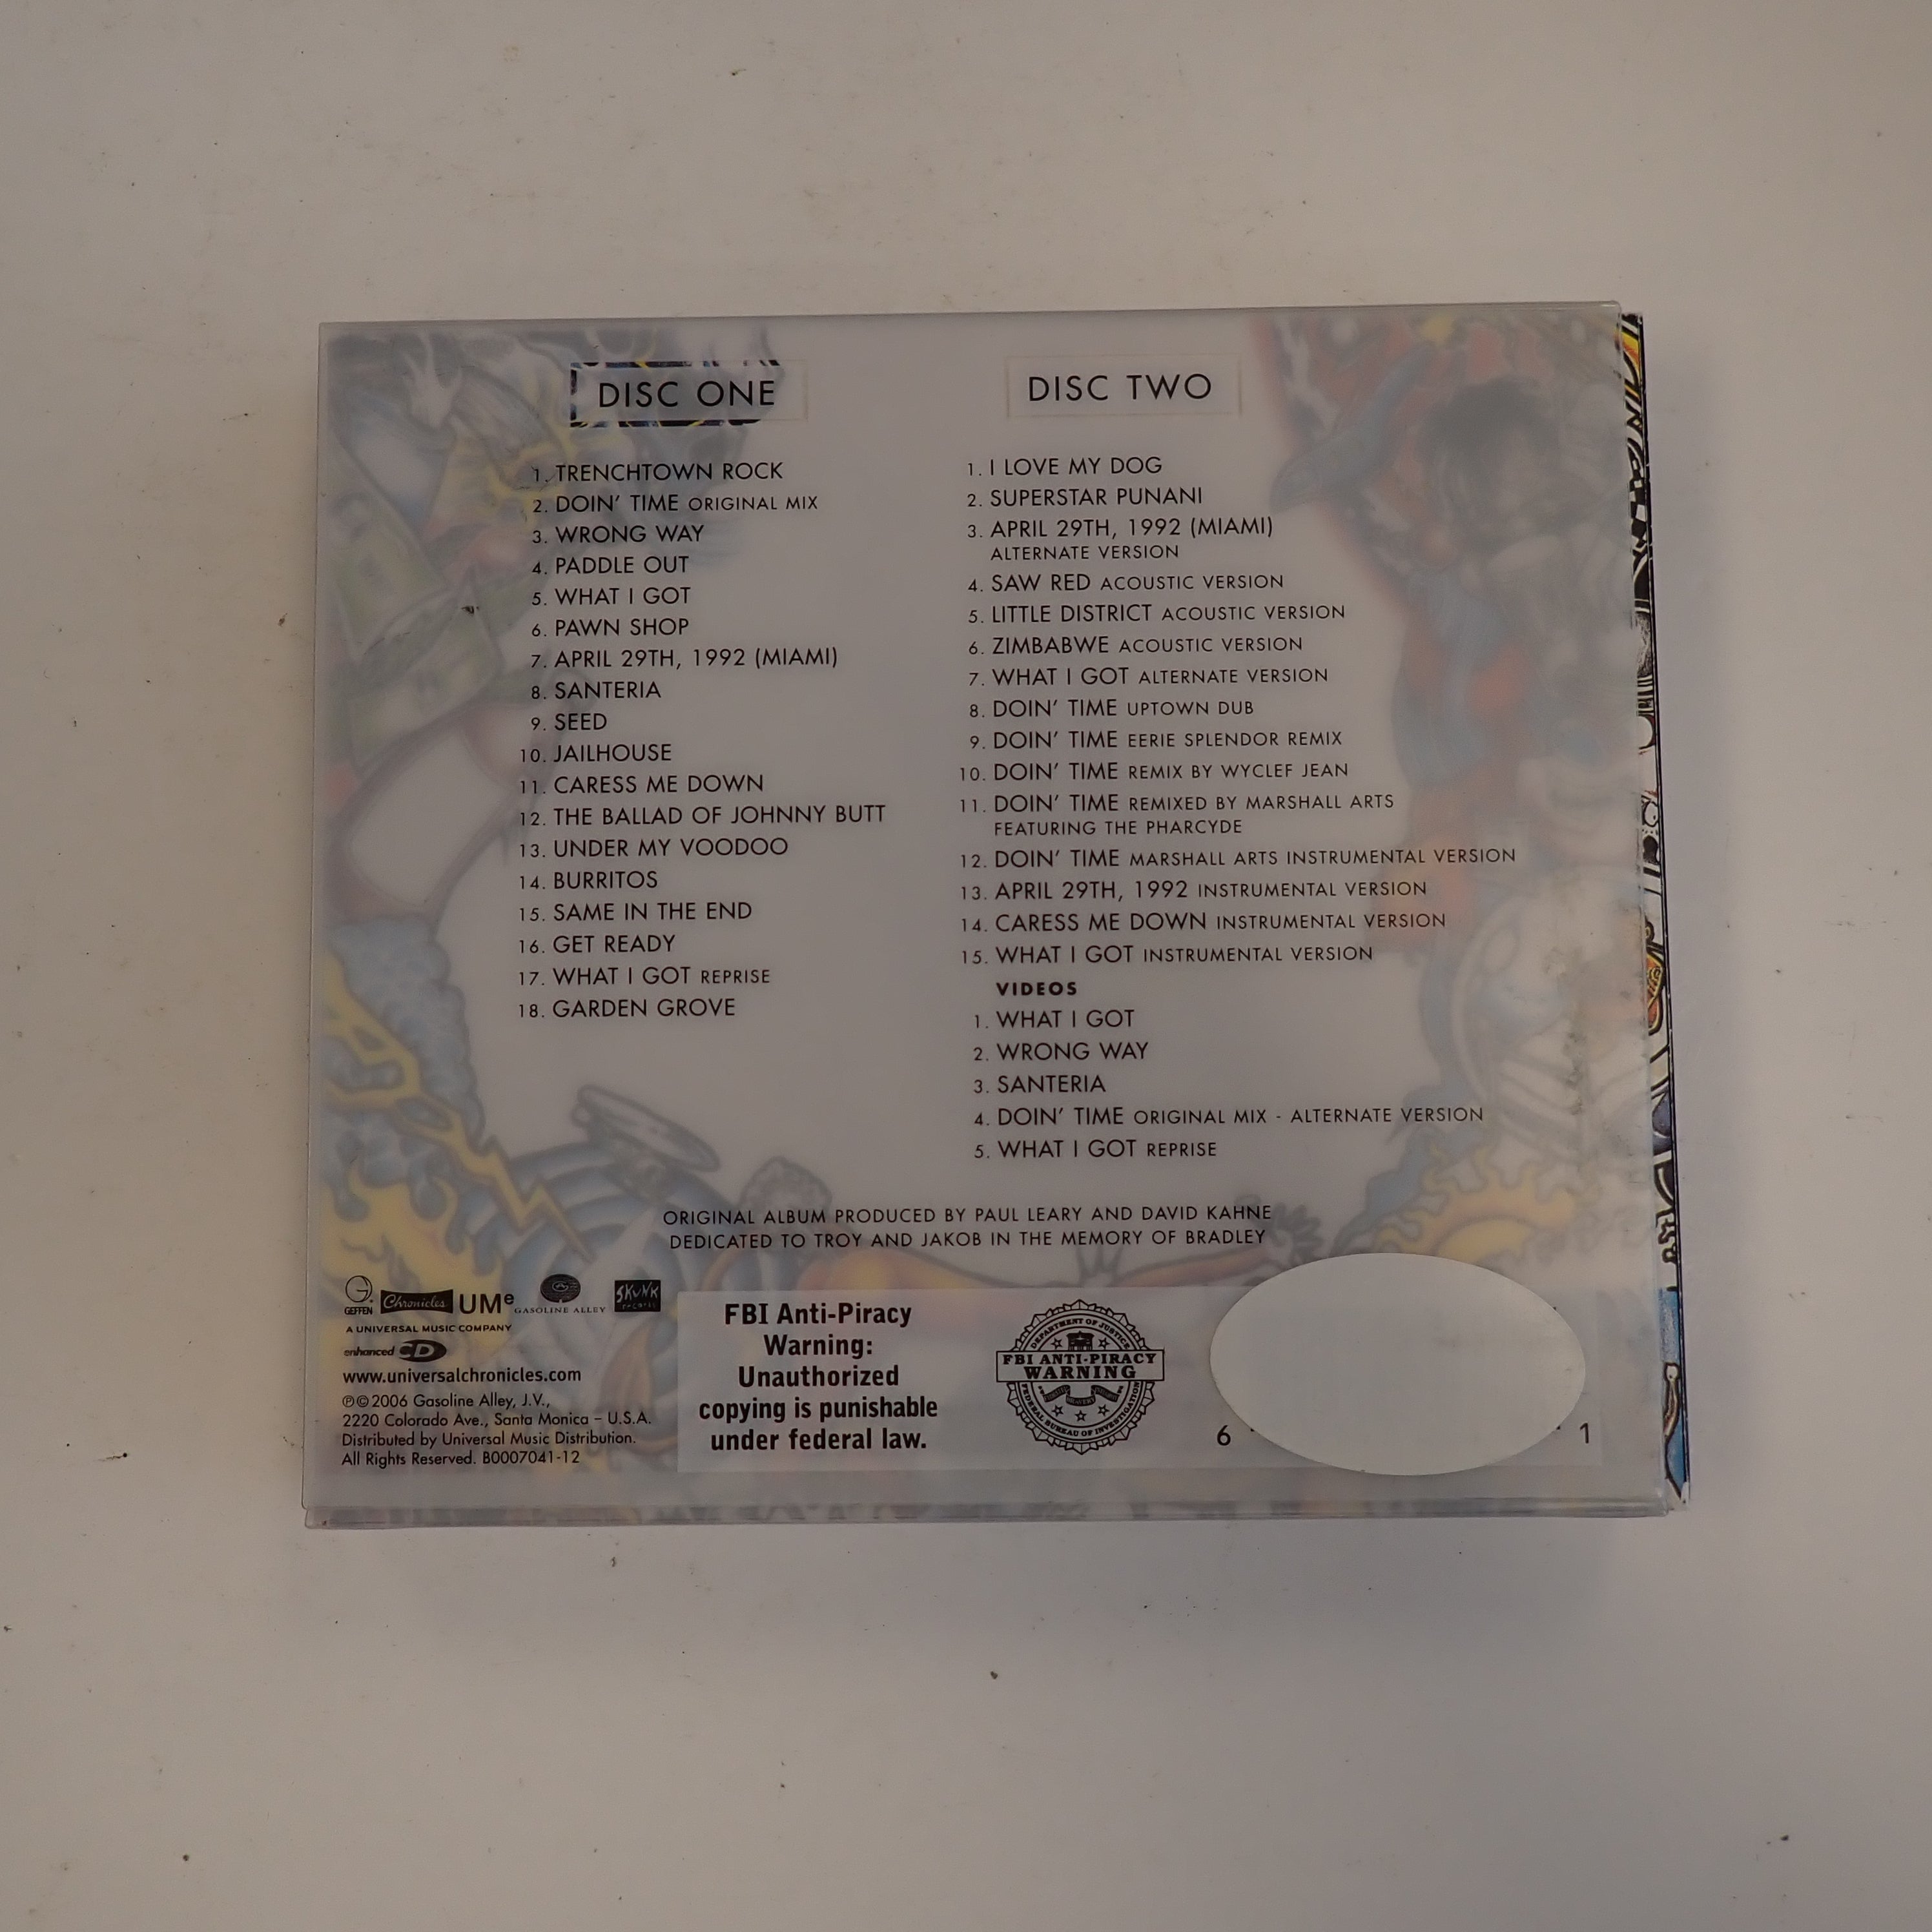 DISC ONE
1. TRENCHTOWN ROCK
2. DOIN' TIME ORIGINAL MIX
3. WRONG WAY
4. PADDLE OUT
5. WHAT I GOT
6. PAWN SHOP
7. APRIL 29TH, 1992 (MIAMI)
8. SANTERIA
9. SEED
10. JAILHOUSE
11. CARESS ME DOWN
12. THE BALLAD OF JOHNNY BUTT
13. UNDER MY VOODOO
14. BURRITOS
15. SAME IN THE END
16. GET READY
17. WHAT I GOT REPRISE
18. GARDEN GROVE
DISC TWO
1. I LOVE MY DOG
2. SUPERSTAR PUNANI
3. APRIL 29TH, 1992 (MIAMI)
ALTERNATE VERSION
4. SAW RED ACOUSTIC VERSION
5. LITTLE DISTRICT ACOUSTIC VERSION
6. ZIMBABWE ACOUSTIC VERSION
7. WHAT I GOT ALTERNATE VERSION
8. DOIN' TIME UPTOWN DUB
9. DOIN' TIME EERIE SPLENDOR REMIX
10. DOIN' TIME REMIX BY WYCLEF JEAN
11. DOIN' TIME REMIXED BY MARSHALL ARTS
FEATURING THE PHARCYDE
12. DOIN' TIME MARSHALL ARTS INSTRUMENTAL VERSION
13. APRIL 29TH, 1992 INSTRUMENTAL VERSION
14. CARESS ME DOWN INSTRUMENTAL VERSION
15. WHAT I GOT INSTRUMENTAL VERSION
VIDEOS
1. WHAT I GOT
2. WRONG WAY
3. SANTERIA
4. DOIN' TIME ORIGINAL MIX - ALTERNATE VERSION
5. WHAT I GOT REPRISE
ORIGINAL ALBUM PRODUCED BY PAUL LEARY AND DAVID KAHNE
DEDICATED TO TROY AND JAKOB IN THE MEMORY OF BRADLEY
GEFFEN Chronicles UMe GASOLINE ALLEY SKUNK
A UNIVERSAL MUSIC COMPANY
enhanced CD
www.universalchronicles.com
℗©2006 Gasoline Alley, J.V.,
2220 Colorado Ave., Santa Monica – U.S.A.
Distributed by Universal Music Distribution.
All Rights Reserved. B0007041-12
FBI Anti-Piracy
Warning:
Unauthorized
copying is punishable
under federal law.
DEPARTMENT OF JUSTICE
FBI ANTI-PIRACY
WARNING
FEDERAL BUREAU OF INVESTIGATION
6 1